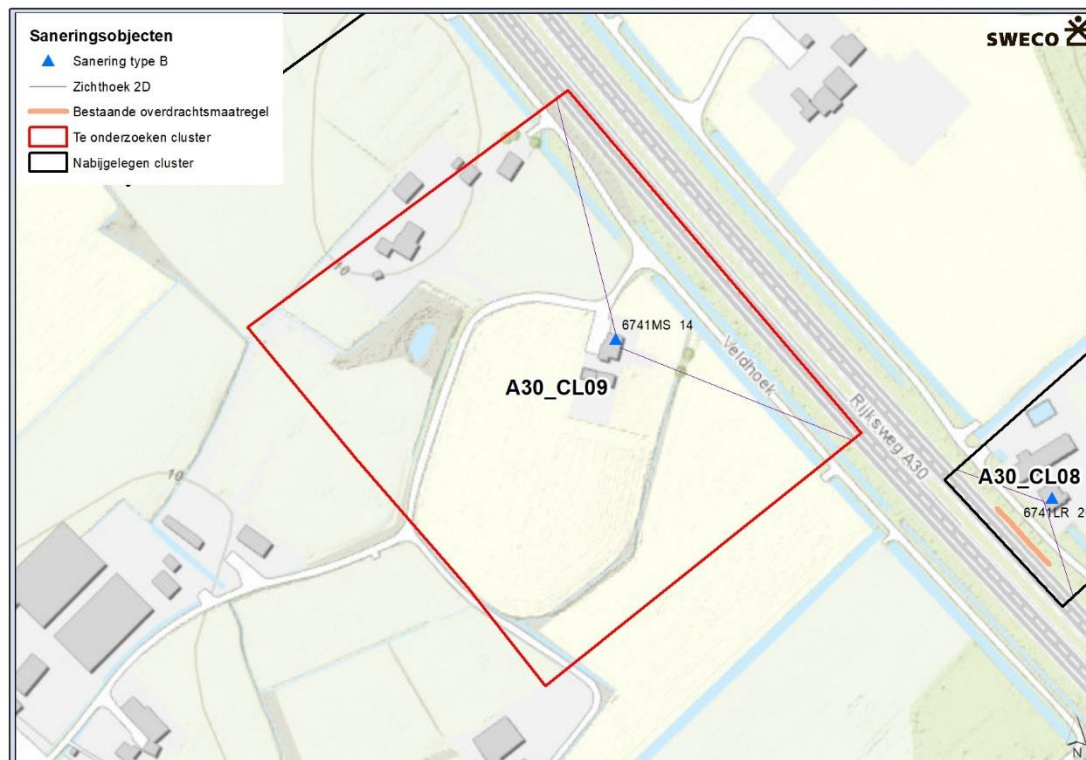 Saneringsobjecten
Sanering type B
Zichthoek 2D
Bestaande overdrachtsmaatregel
Te onderzoeken cluster
Nabijgelegen cluster
SWECO
10
6741MS 14
A30_CL09
Veldhoek
Rijksweg A30
10
A30_CL08
6741LR 2
N